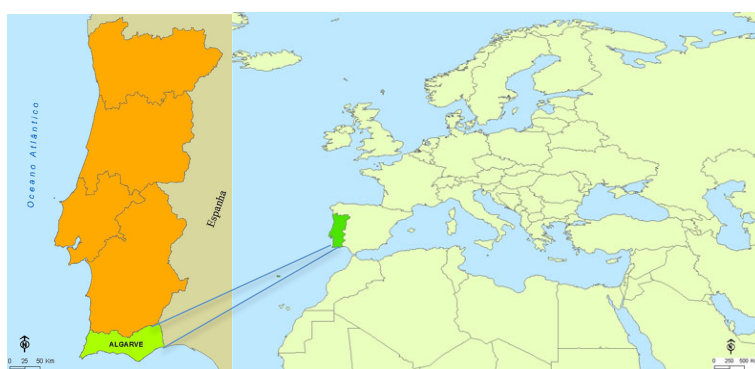 Oceano Atlântico
Espanha
ALGARVE
N
0 25 50 Km
0 250 500 Km